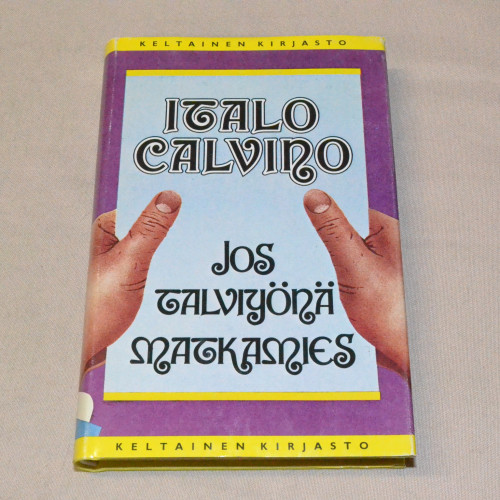 KELTAINEN KIRJASTO
ITALO
CALVINO
JOS
TALVIYÖNÄ
MATKAMIES
KELTAINEN KIRJASTO